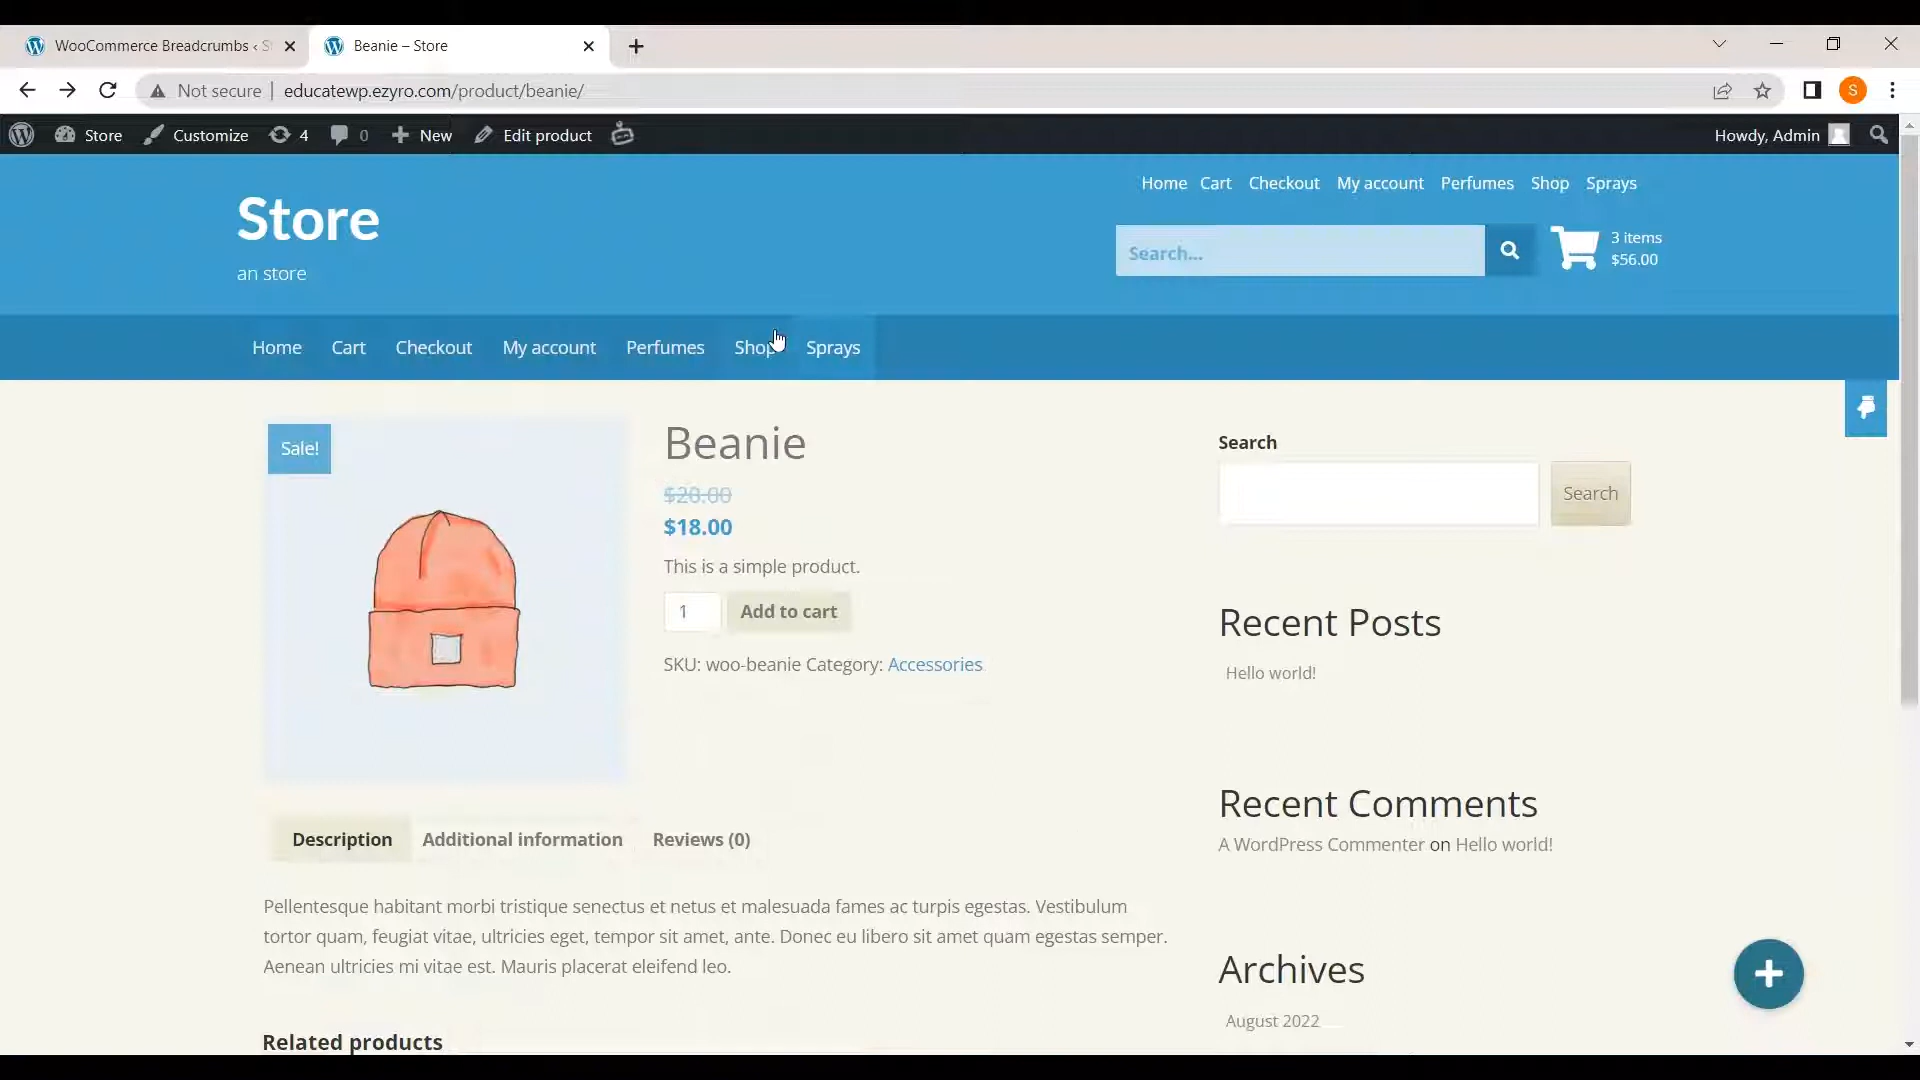 WooCommerce Breadcrumbs ‹ S
Beanie – Store
Not secure
educatewp.ezyro.com/product/beanie/
S
Store
Customize
4
0
New
Edit product
Howdy, Admin
Home Cart Checkout My account Perfumes Shop Sprays
Store
an store
Search...
3 items
$56.00
Home Cart Checkout My account Perfumes Shop Sprays
Sale!
Beanie
$20.00
$18.00
This is a simple product.
1
Add to cart
SKU: woo-beanie Category: Accessories
Search
Search
Recent Posts
Hello world!
Recent Comments
A WordPress Commenter on Hello world!
Archives
August 2022
Description
Additional information
Reviews (0)
Pellentesque habitant morbi tristique senectus et netus et malesuada fames ac turpis egestas. Vestibulum
tortor quam, feugiat vitae, ultricies eget, tempor sit amet, ante. Donec eu libero sit amet quam egestas semper.
Aenean ultricies mi vitae est. Mauris placerat eleifend leo.
Related products